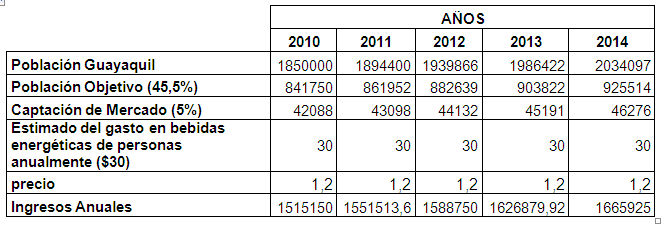 AÑOS
2010 2011 2012 2013 2014
Población Guayaquil 1850000 1894400 1939866 1986422 2034097
Población Objetivo (45,5%) 841750 861952 882639 903822 925514
Captación de Mercado (5%) 42088 43098 44132 45191 46276
Estimado del gasto en bebidas
energéticas de personas
anualmente ($30) 30 30 30 30 30
precio 1,2 1,2 1,2 1,2 1,2
Ingresos Anuales 1515150 1551513,6 1588750 1626879,92 1665925